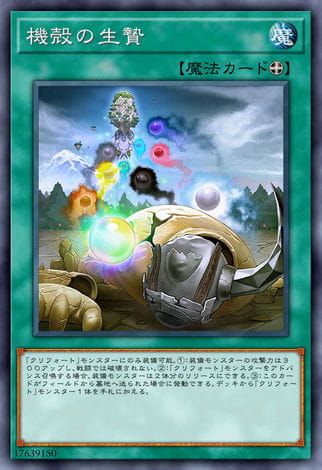 機殻の生贄
魔
【魔法カード】
「クリフォート」モンスターにのみ装備可能。①：装備モンスターの攻撃力は3
00アップし、戦闘では破壊されない。②：「クリフォート」モンスターをアドバ
ンス召喚する場合、装備モンスターは2体分のリリースにできる。③：このカー
ドがフィールドから墓地へ送られた場合に発動できる。デッキから「クリフォー
ト」モンスター1体を手札に加える。
17639150